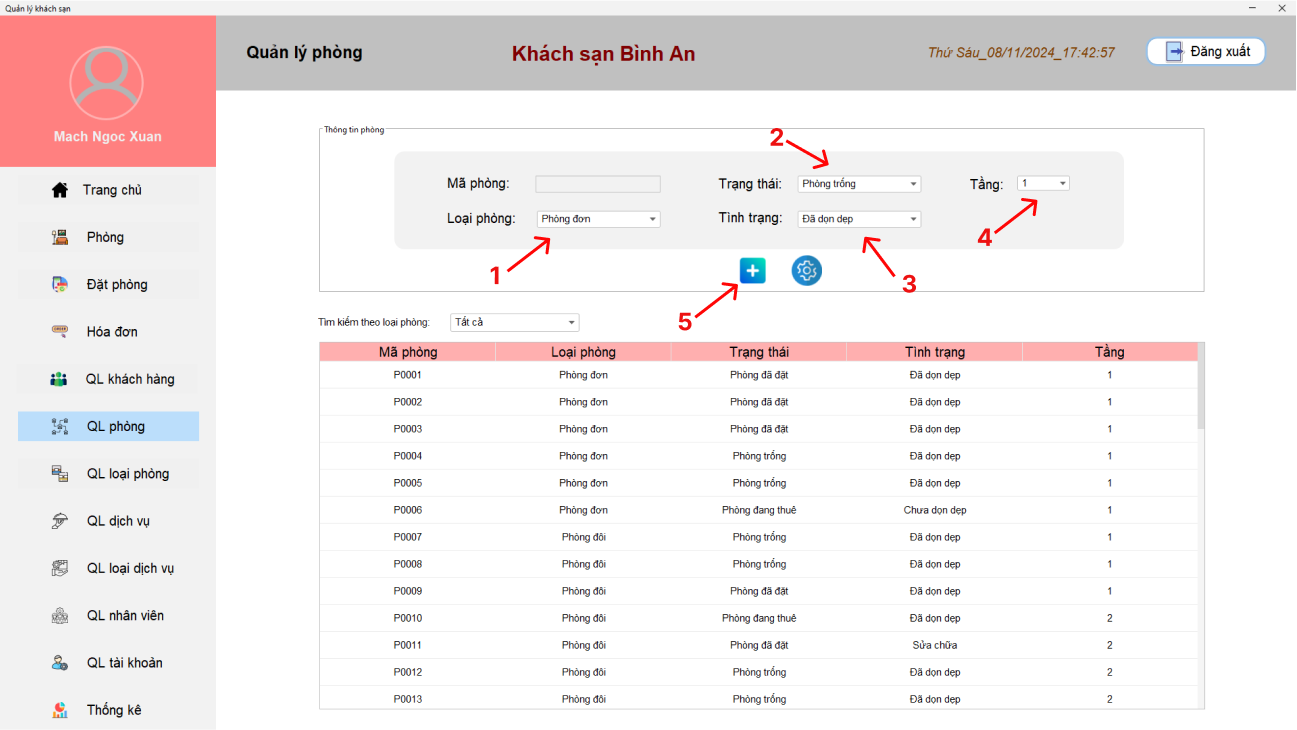 Quản lý khách sạn
Mach Ngoc Xuan
Quản lý phòng
Khách sạn Bình An
Thứ Sáu_08/11/2024_17:42:57
Đăng xuất
Trang chủ
Phòng
Đặt phòng
Hóa đơn
QL khách hàng
QL phòng
QL loại phòng
QL dịch vụ
QL loại dịch vụ
QL nhân viên
QL tài khoản
Thống kê
Thông tin phòng
2
Mã phòng:
Trạng thái: Phòng trống
Tầng: 1
Loại phòng: Phòng đơn
Tình trạng: Đã dọn dẹp
4
1
3
5
Tìm kiếm theo loại phòng: Tất cả
Mã phòng Loại phòng Trạng thái Tình trạng Tầng
P0001 Phòng đơn Phòng đã đặt Đã dọn dẹp 1
P0002 Phòng đơn Phòng đã đặt Đã dọn dẹp 1
P0003 Phòng đơn Phòng đã đặt Đã dọn dẹp 1
P0004 Phòng đơn Phòng trống Đã dọn dẹp 1
P0005 Phòng đơn Phòng trống Đã dọn dẹp 1
P0006 Phòng đơn Phòng đang thuê Chưa dọn dẹp 1
P0007 Phòng đôi Phòng trống Đã dọn dẹp 1
P0008 Phòng đôi Phòng trống Đã dọn dẹp 1
P0009 Phòng đôi Phòng đã đặt Đã dọn dẹp 1
P0010 Phòng đôi Phòng đang thuê Đã dọn dẹp 2
P0011 Phòng đôi Phòng đã đặt Sửa chữa 2
P0012 Phòng đôi Phòng trống Đã dọn dẹp 2
P0013 Phòng đôi Phòng trống Đã dọn dẹp 2